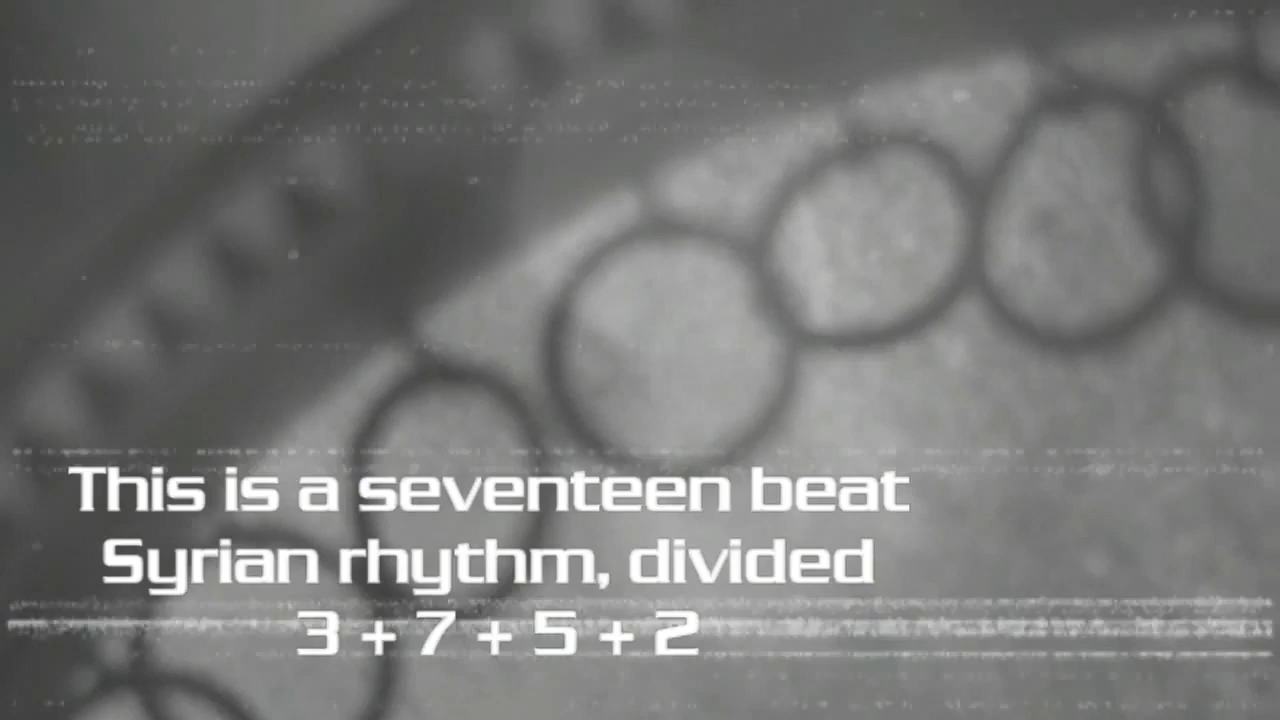 This is a seventeen beat
Syrian rhythm, divided
3 + 7 + 5 + 2